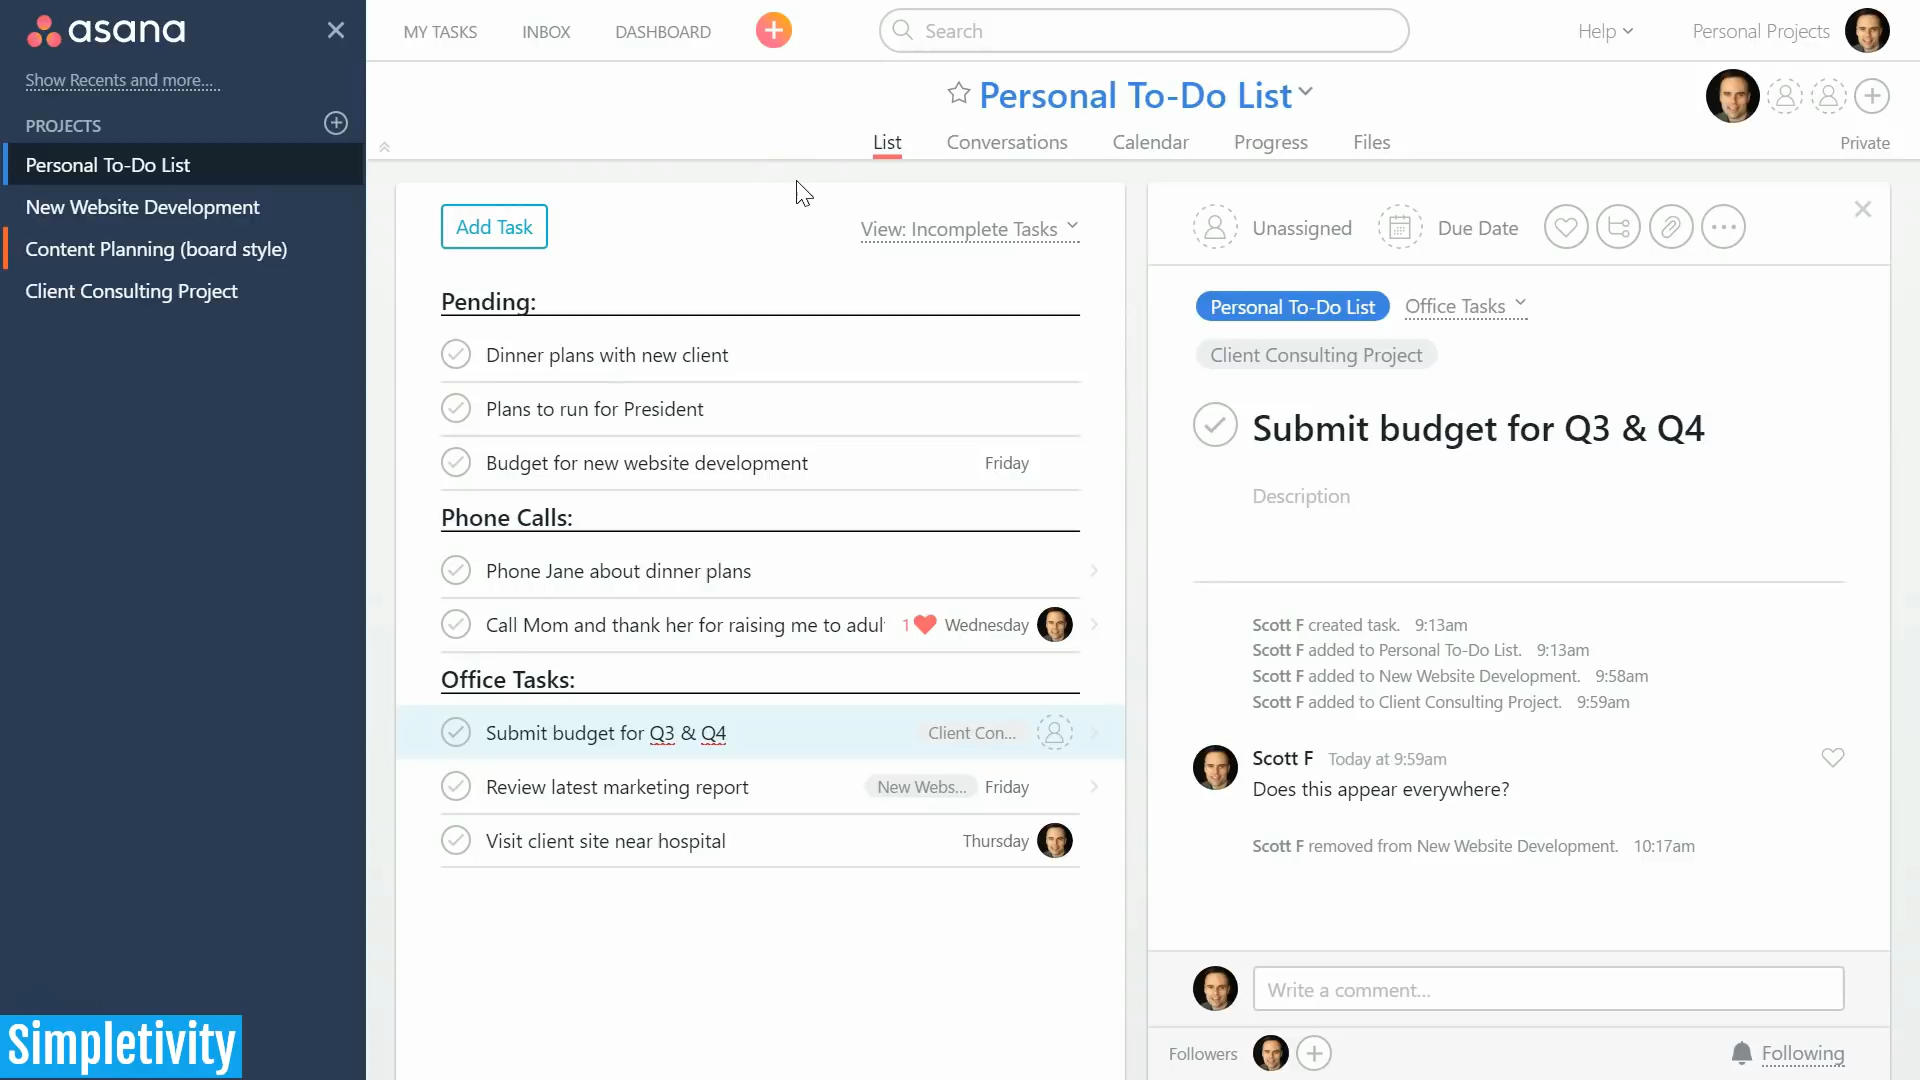 asana
MY TASKS
INBOX
DASHBOARD
Search
Help
Personal Projects
Show Recents and more...
PROJECTS
Personal To-Do List
New Website Development
Content Planning (board style)
Client Consulting Project
Personal To-Do List
List
Conversations
Calendar
Progress
Files
Private
Add Task
View: Incomplete Tasks
Pending:
Dinner plans with new client
Plans to run for President
Budget for new website development Friday
Phone Calls:
Phone Jane about dinner plans
Call Mom and thank her for raising me to adul 1 Wednesday
Office Tasks:
Submit budget for Q3 & Q4 Client Con...
Review latest marketing report New Webs... Friday
Visit client site near hospital Thursday
Unassigned
Due Date
Personal To-Do List Office Tasks
Client Consulting Project
Submit budget for Q3 & Q4
Description
Scott F created task. 9:13am
Scott F added to Personal To-Do List. 9:13am
Scott F added to New Website Development. 9:58am
Scott F added to Client Consulting Project. 9:59am
Scott F Today at 9:59am
Does this appear everywhere?
Scott F removed from New Website Development. 10:17am
Write a comment...
Followers
Following
Simpletivity